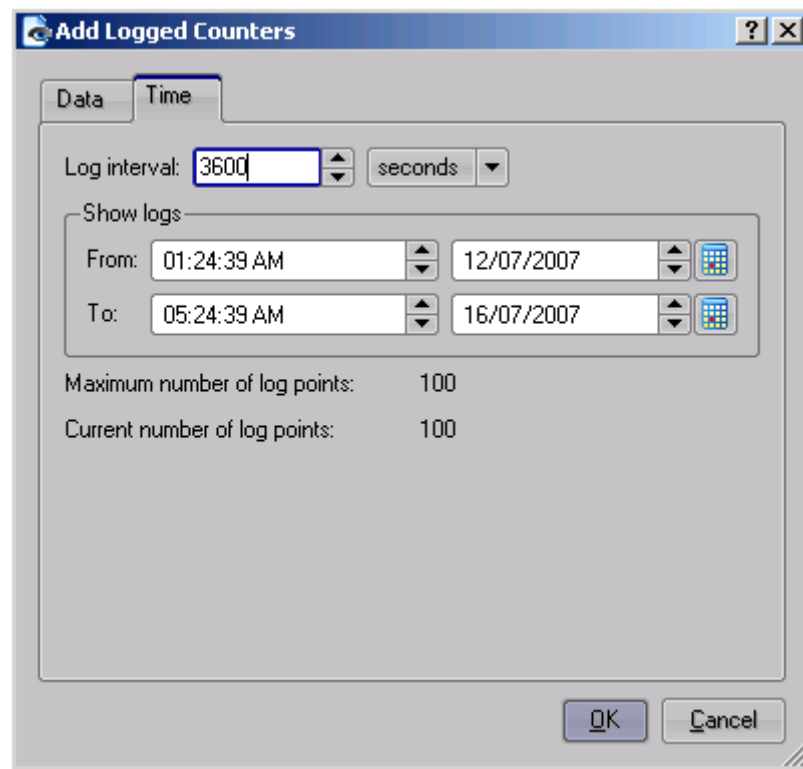 Add Logged Counters
Data Time
Log interval: 3600 seconds
Show logs
From: 01:24:39 AM 12/07/2007
To: 05:24:39 AM 16/07/2007
Maximum number of log points: 100
Current number of log points: 100
OK Cancel